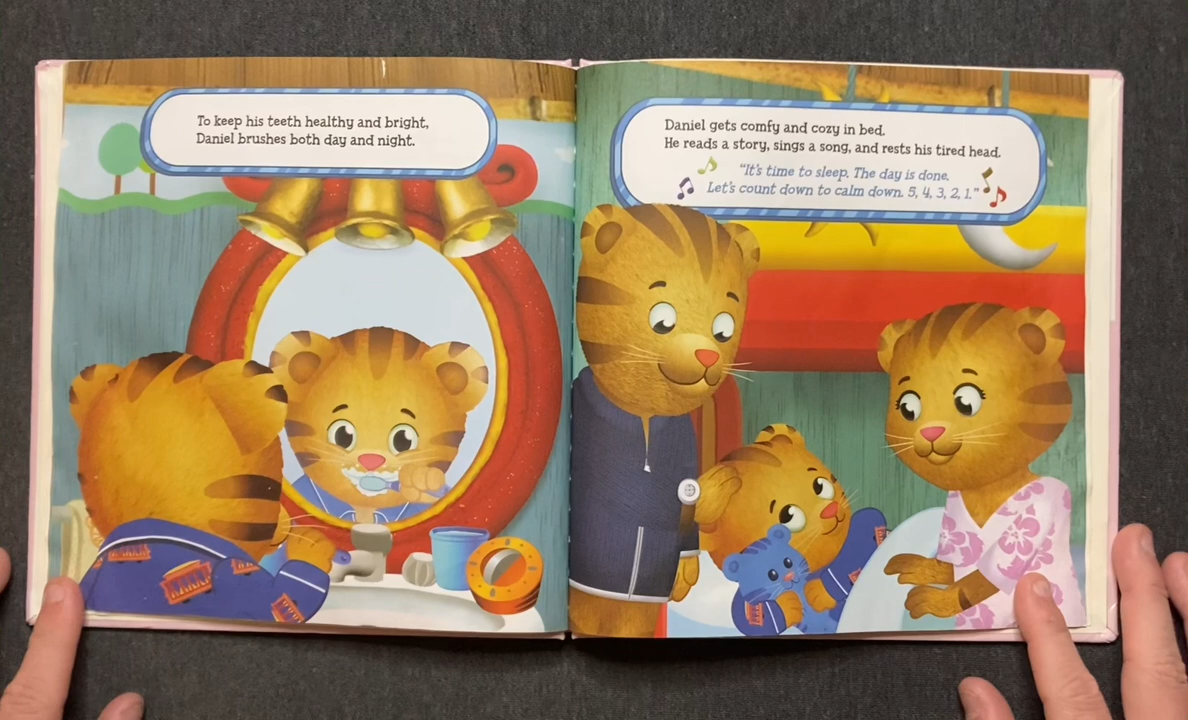 To keep his teeth healthy and bright,
Daniel brushes both day and night.
Daniel gets comfy and cozy in bed.
He reads a story, sings a song, and rests his tired head.
"It's time to sleep. The day is done.
Let's count down to calm down. 5, 4, 3, 2, 1."